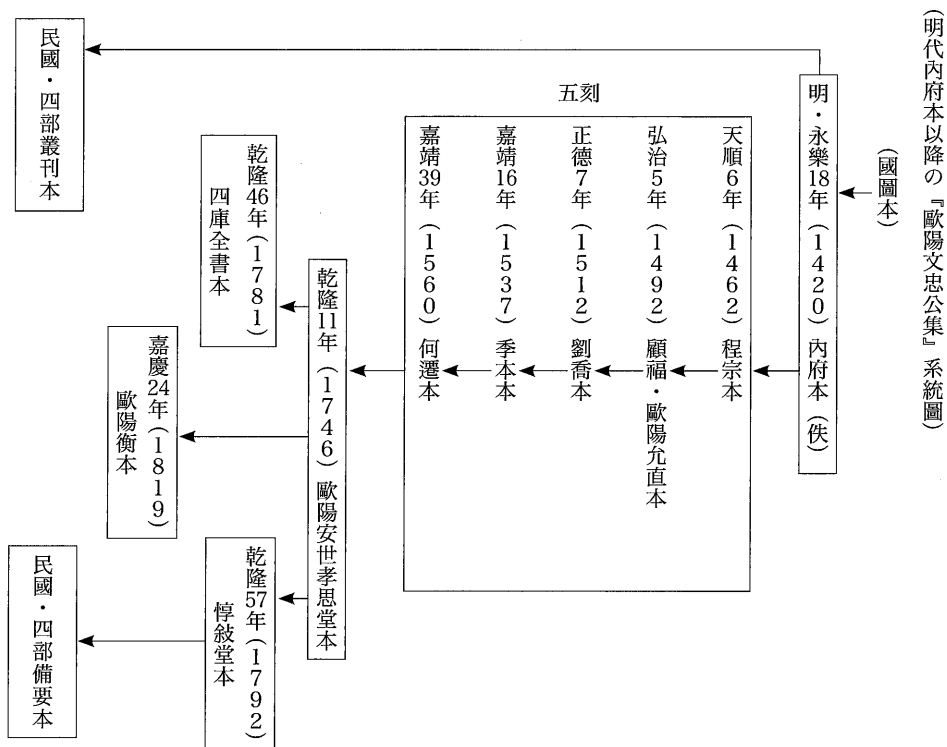 (明代內府本以降の『歐陽文忠公集』系統圖)
(國圖本)
明・永樂18年(1420)內府本(佚)
五刻
天順6年(1462)程宗本
弘治5年(1492)顧福・歐陽允直本
正德7年(1512)劉喬本
嘉靖16年(1537)季本本
嘉靖39年(1560)何遷本
乾隆11年(1746)歐陽安世孝思堂本
乾隆46年(1781)
四庫全書本
乾隆57年(1792)
惇敍堂本
嘉慶24年(1819)
歐陽衡本
民國・四部叢刊本
民國・四部備要本